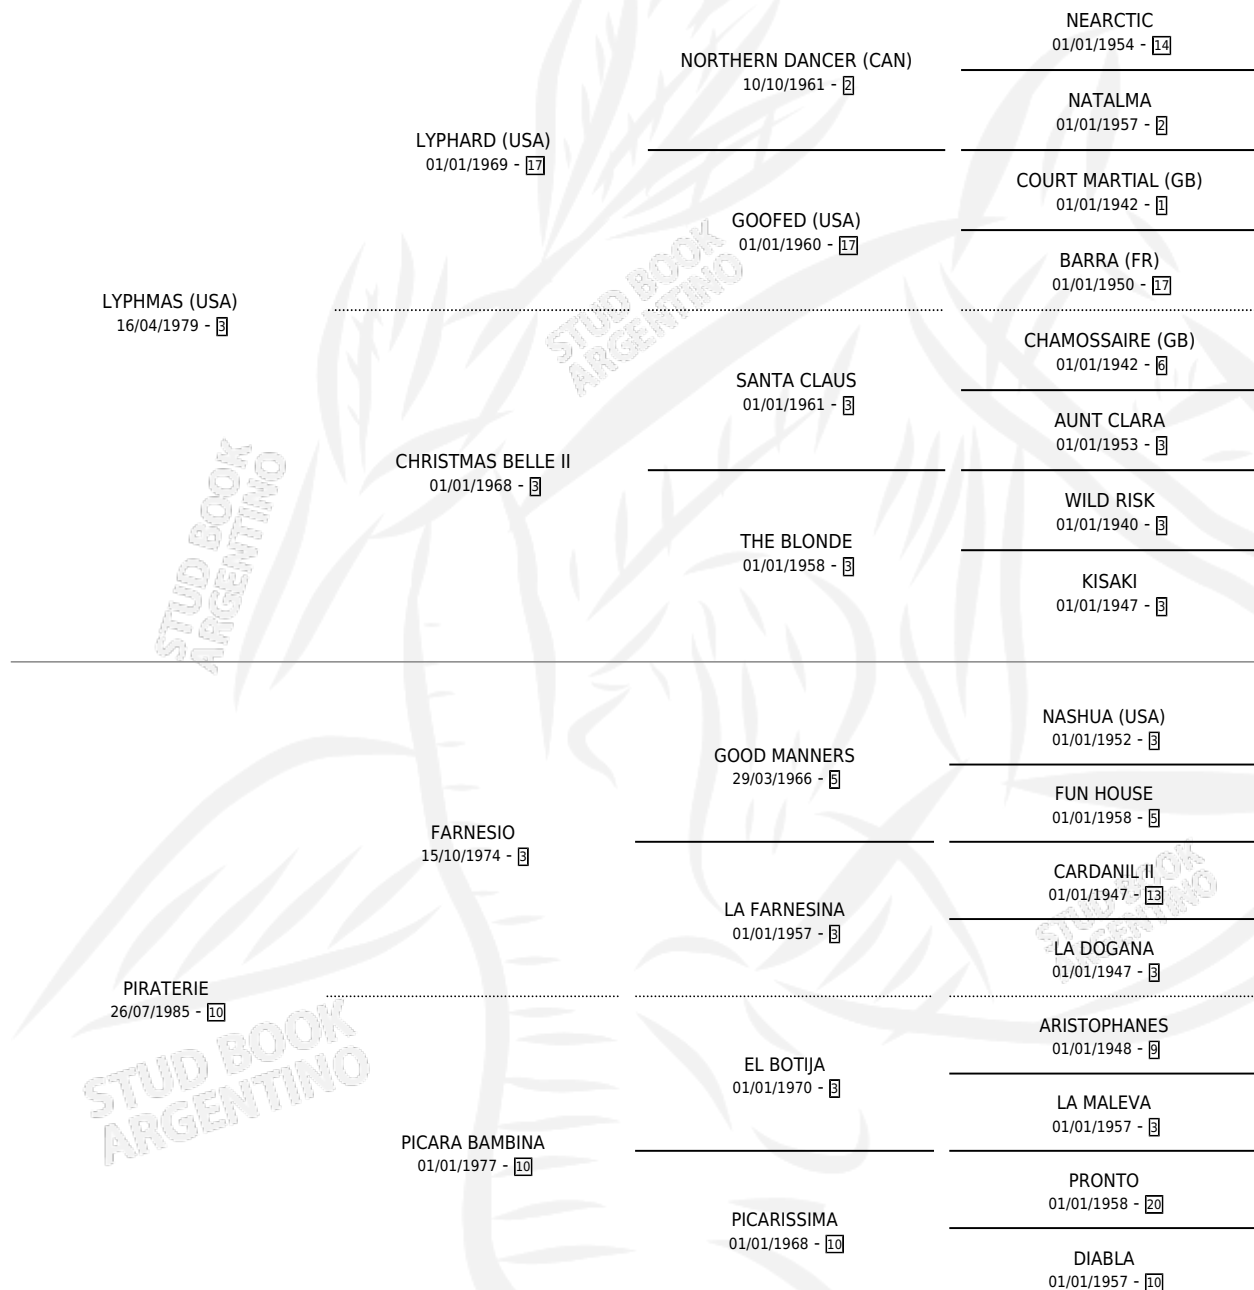 NEARCTIC
01/01/1954 - 14
NORTHERN DANCER (CAN)
10/10/1961 - 2
NATALMA
01/01/1957 - 2
LYPHARD (USA)
01/01/1969 - 17
COURT MARTIAL (GB)
01/01/1942 - 1
GOOFED (USA)
01/01/1960 - 17
BARRA (FR)
01/01/1950 - 17
LYPHMAS (USA)
16/04/1979 - 3
CHAMOSSAIRE (GB)
01/01/1942 - 6
SANTA CLAUS
01/01/1961 - 3
AUNT CLARA
01/01/1953 - 3
CHRISTMAS BELLE II
01/01/1968 - 3
WILD RISK
01/01/1940 - 3
THE BLONDE
01/01/1958 - 3
KISAKI
01/01/1947 - 3
NASHUA (USA)
01/01/1952 - 3
GOOD MANNERS
29/03/1966 - 5
FUN HOUSE
01/01/1958 - 5
FARNESIO
15/10/1974 - 3
CARDANIL II
01/01/1947 - 13
LA FARNESINA
01/01/1957 - 3
LA DOGANA
01/01/1947 - 3
PIRATERIE
26/07/1985 - 10
ARISTOPHANES
01/01/1948 - 9
EL BOTIJA
01/01/1970 - 3
LA MALEVA
01/01/1957 - 3
PICARA BAMBINA
01/01/1977 - 10
PRONTO
01/01/1958 - 20
PICARISSIMA
01/01/1968 - 10
DIABLA
01/01/1957 - 10
STUD BOOK
ARGENTINO
STUD BOOK
ARGENTINO
STUD BOOK
ARGENTINO
STUD BOOK
ARGENTINO